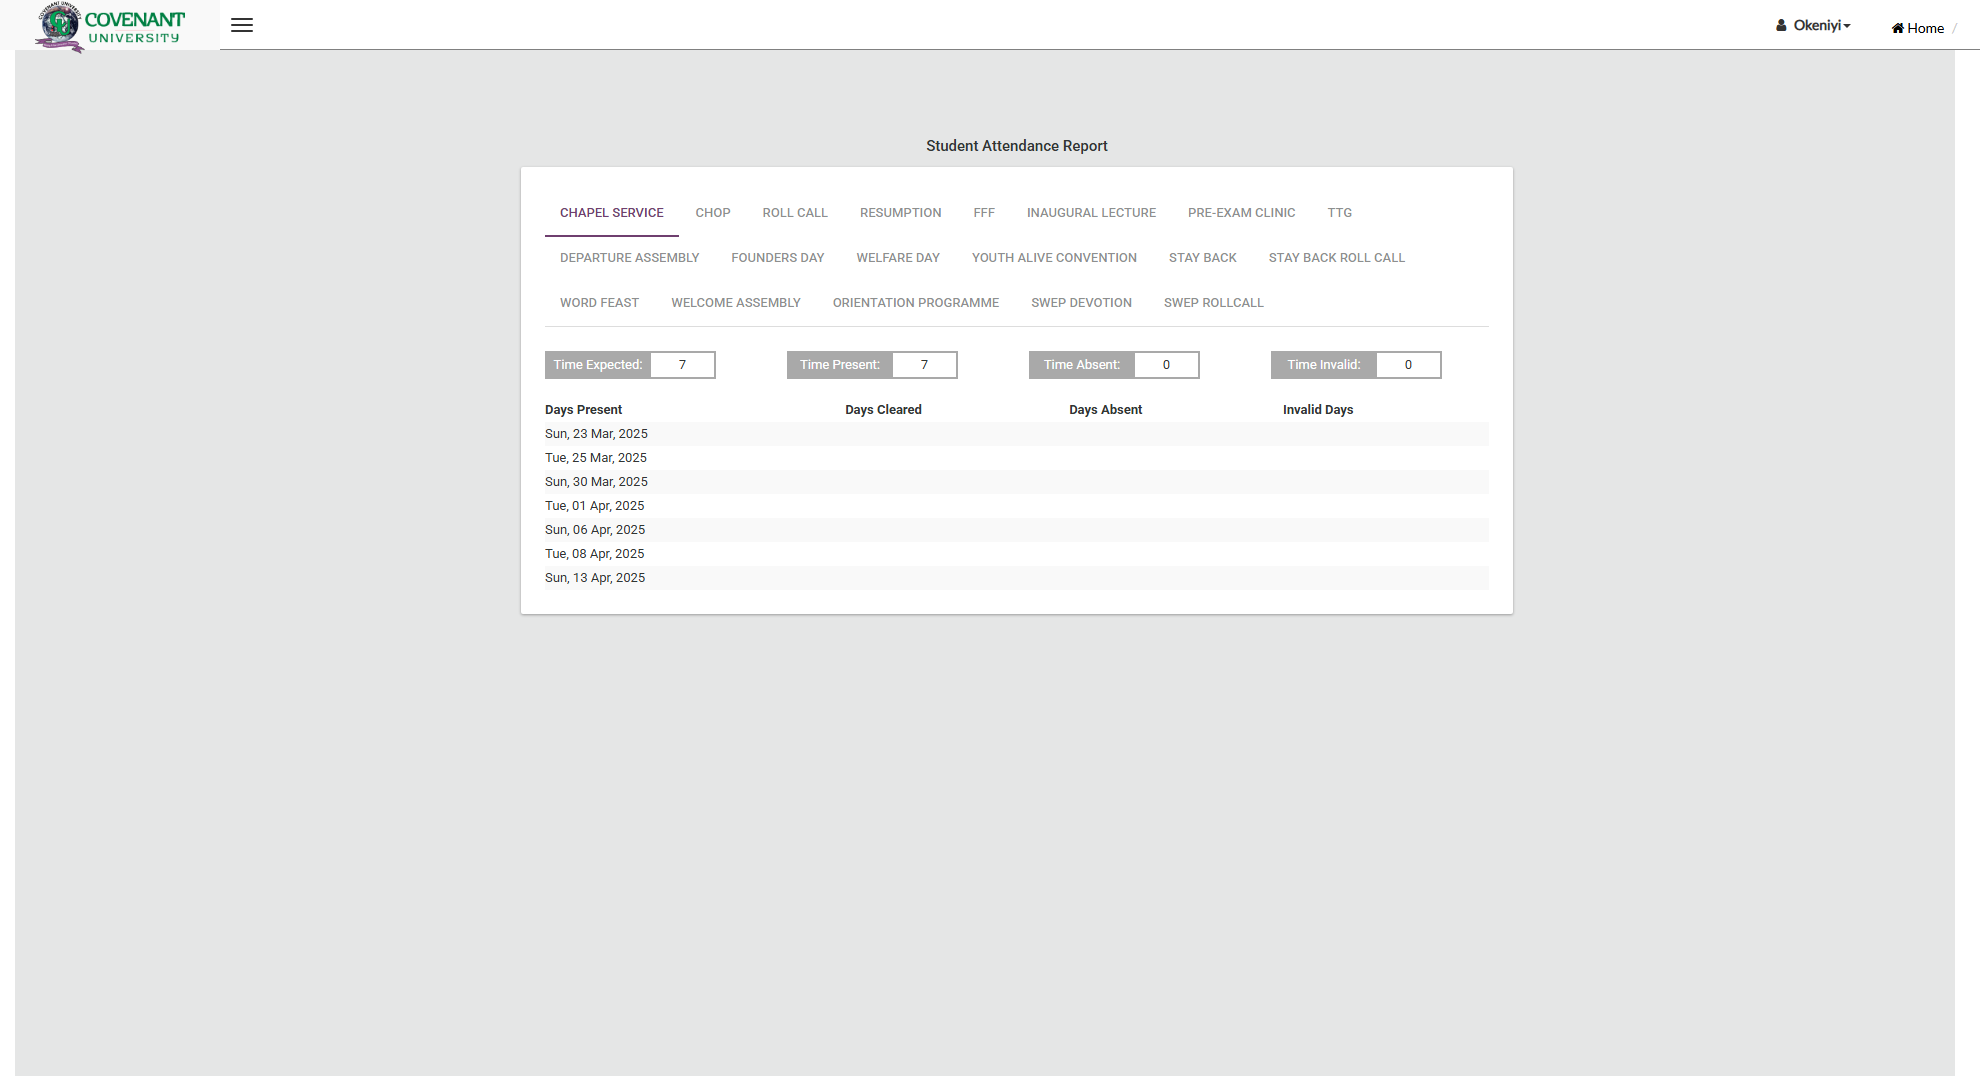 COVENANT UNIVERSITY
COVENANT
UNIVERSITY
Okeniyi
Home /
Student Attendance Report
CHAPEL SERVICE CHOP ROLL CALL RESUMPTION FFF INAUGURAL LECTURE PRE-EXAM CLINIC TTG
DEPARTURE ASSEMBLY FOUNDERS DAY WELFARE DAY YOUTH ALIVE CONVENTION STAY BACK STAY BACK ROLL CALL
WORD FEAST WELCOME ASSEMBLY ORIENTATION PROGRAMME SWEP DEVOTION SWEP ROLLCALL
Time Expected: 7 Time Present: 7 Time Absent: 0 Time Invalid: 0
Days Present Days Cleared Days Absent Invalid Days
Sun, 23 Mar, 2025
Tue, 25 Mar, 2025
Sun, 30 Mar, 2025
Tue, 01 Apr, 2025
Sun, 06 Apr, 2025
Tue, 08 Apr, 2025
Sun, 13 Apr, 2025